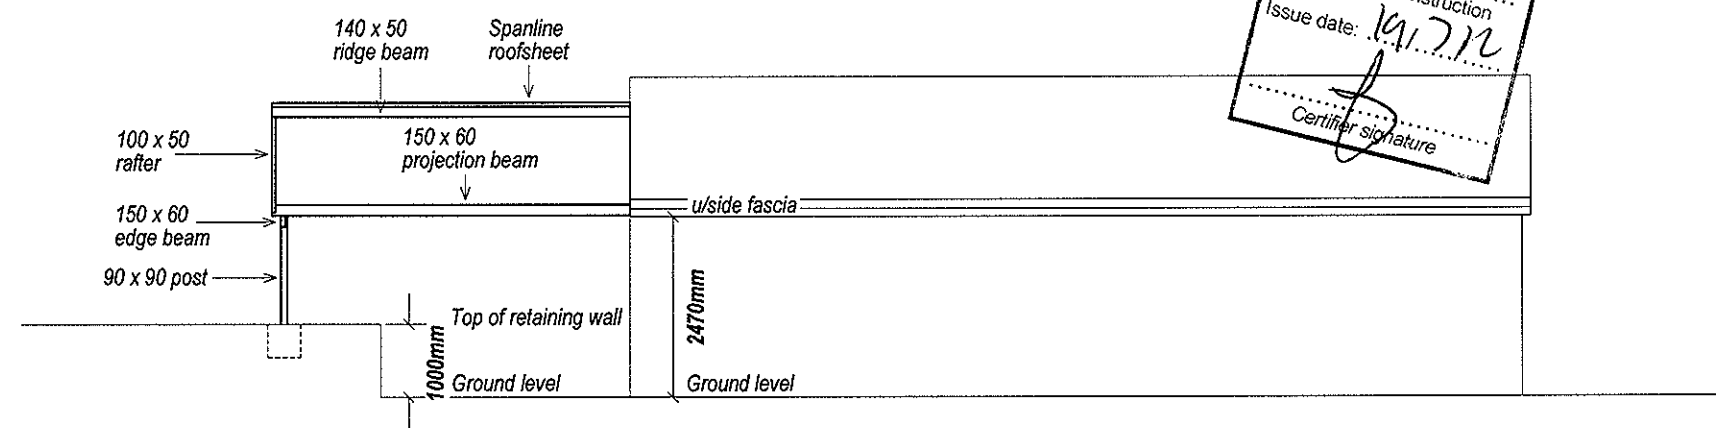 140 x 50
ridge beam
Spanline
roofsheet
Issue date: 19/7/12
Certifier signature
100 x 50
rafter
150 x 60
projection beam
150 x 60
edge beam
u/side fascia
90 x 90 post
2470mm
Top of retaining wall
1000mm
Ground level
Ground level